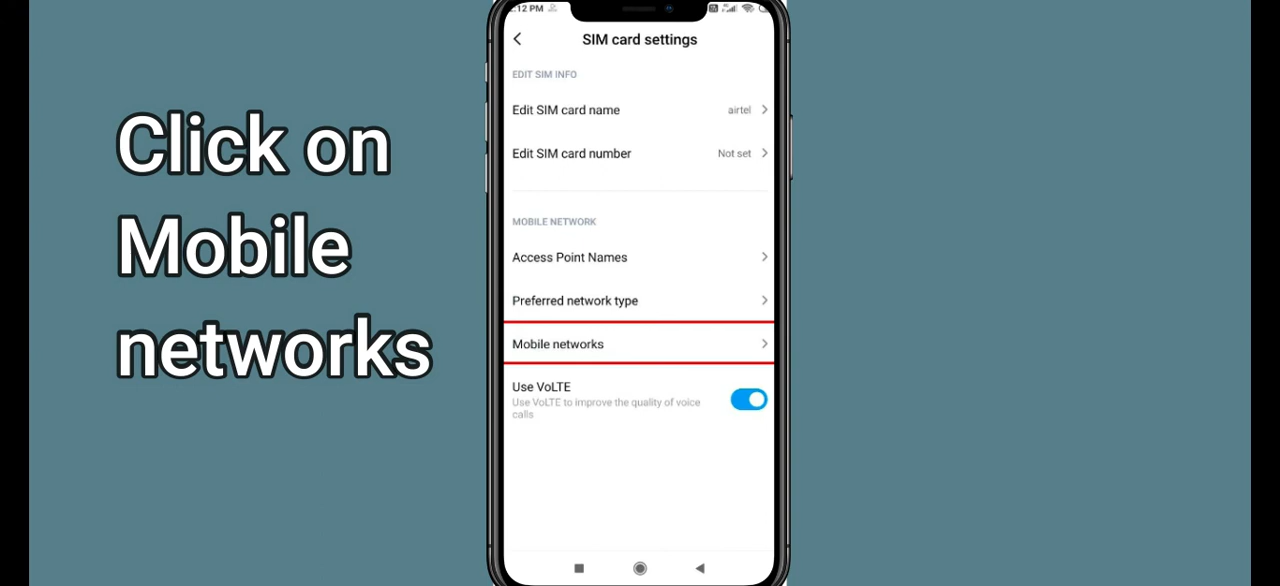 Click on
Mobile
networks
:12 PM
SIM card settings
EDIT SIM INFO
Edit SIM card name airtel
Edit SIM card number Not set
MOBILE NETWORK
Access Point Names
Preferred network type
Mobile networks
Use VoLTE
Use VoLTE to improve the quality of voice
calls